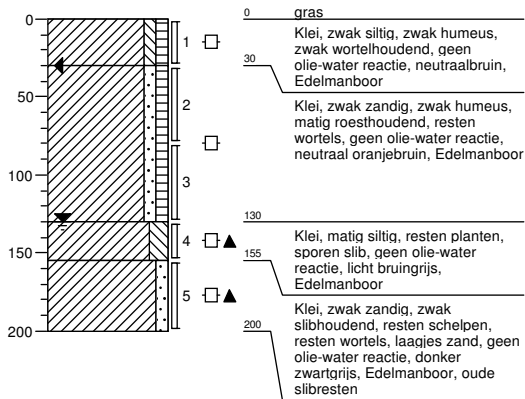 0
50
100
150
200
1
2
3
4
5
0
gras
Klei, zwak siltig, zwak humeus,
zwak wortelhoudend, geen
olie-water reactie, neutraalbruin,
Edelmanboor
30
Klei, zwak zandig, zwak humeus,
matig roesthoudend, resten
wortels, geen olie-water reactie,
neutraal oranjebruin, Edelmanboor
130
Klei, matig siltig, resten planten,
sporen slib, geen olie-water
reactie, licht bruingrijs,
Edelmanboor
155
Klei, zwak zandig, zwak
slibhoudend, resten schelpen,
resten wortels, laagjes zand, geen
olie-water reactie, donker
zwartgrijs, Edelmanboor, oude
slibresten
200